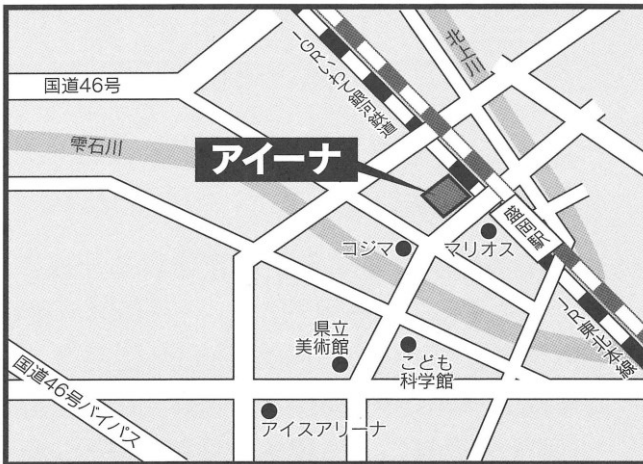 国道46号
雫石川
IGRいわて銀河鉄道
北上川
アイーナ
コジマ
マリオス
盛岡駅
JR東北本線
県立
美術館
こども
科学館
アイスアリーナ
国道46号バイパス